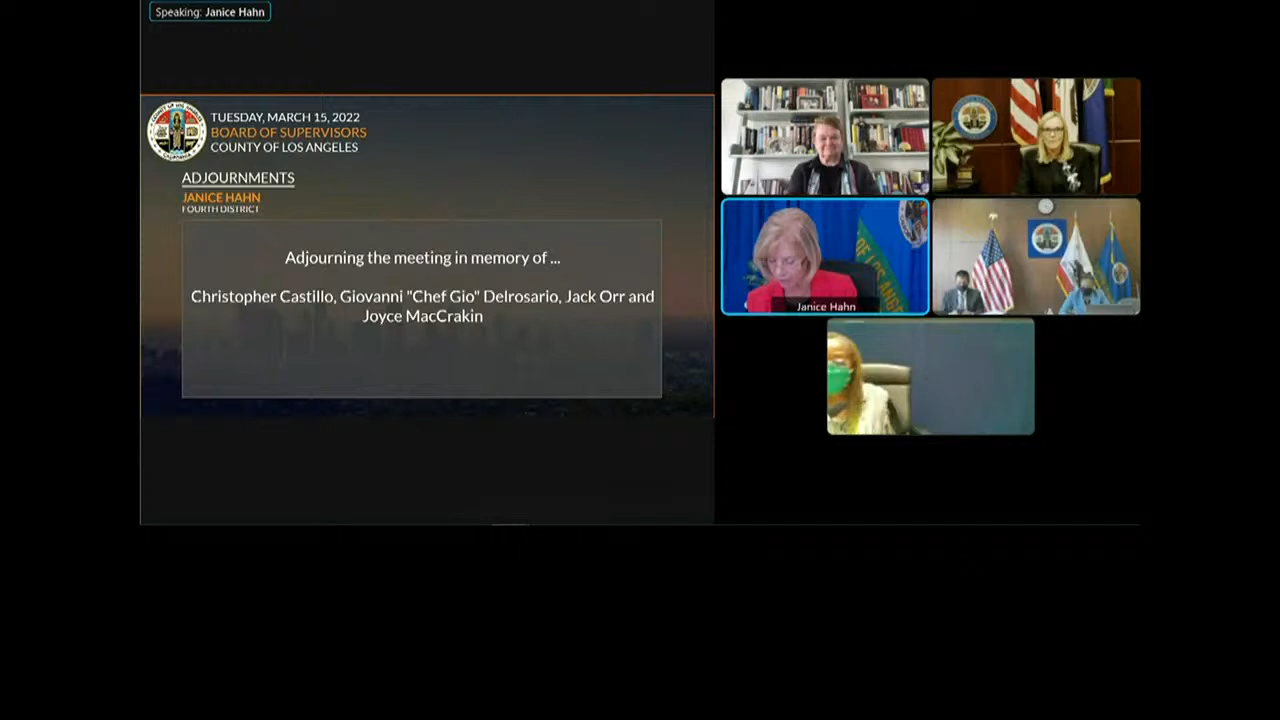 Speaking: Janice Hahn
TUESDAY, MARCH 15, 2022
BOARD OF SUPERVISORS
COUNTY OF LOS ANGELES
ADJOURNMENTS
JANICE HAHN
FOURTH DISTRICT
Adjourning the meeting in memory of ...
Christopher Castillo, Giovanni "Chef Gio" Delrosario, Jack Orr and
Joyce MacCrakin
Janice Hahn